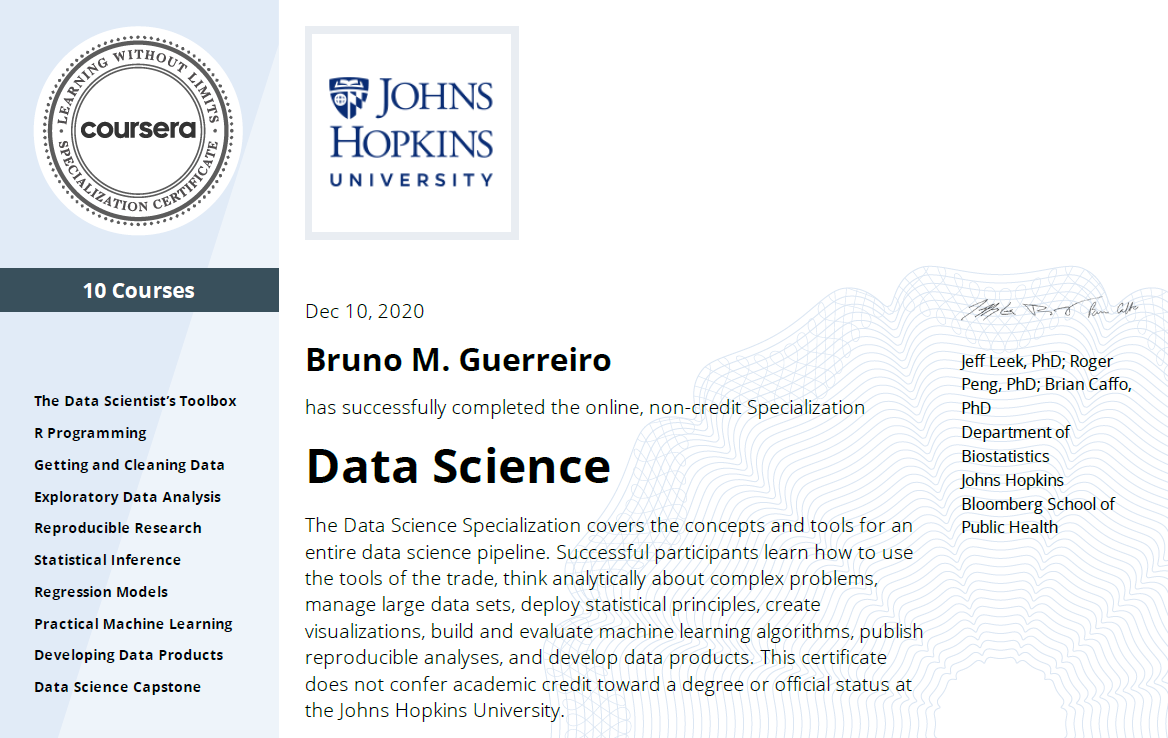 LEARNING WITHOUT LIMITS
coursera
SPECIALIZATION CERTIFICATE
10 Courses
The Data Scientist’s Toolbox
R Programming
Getting and Cleaning Data
Exploratory Data Analysis
Reproducible Research
Statistical Inference
Regression Models
Practical Machine Learning
Developing Data Products
Data Science Capstone
JOHNS
HOPKINS
UNIVERSITY
Dec 10, 2020
Bruno M. Guerreiro
has successfully completed the online, non-credit Specialization
Data Science
The Data Science Specialization covers the concepts and tools for an
entire data science pipeline. Successful participants learn how to use
the tools of the trade, think analytically about complex problems,
manage large data sets, deploy statistical principles, create
visualizations, build and evaluate machine learning algorithms, publish
reproducible analyses, and develop data products. This certificate
does not confer academic credit toward a degree or official status at
the Johns Hopkins University.
Jeff Leek, PhD; Roger
Peng, PhD; Brian Caffo,
PhD
Department of
Biostatistics
Johns Hopkins
Bloomberg School of
Public Health